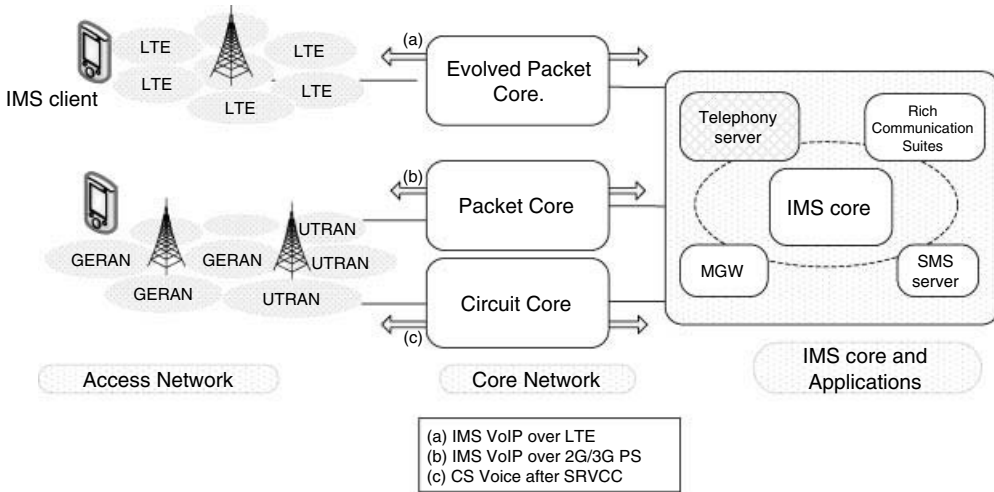 IMS client
LTE
LTE
LTE
LTE
LTE
(a)
Evolved Packet
Core.
Telephony
server
Rich
Communication
Suites
IMS core
MGW
SMS
server
(b)
Packet Core
UTRAN
GERAN
GERAN
UTRAN
GERAN
UTRAN
Circuit Core
(c)
Access Network
Core Network
IMS core and
Applications
(a) IMS VoIP over LTE
(b) IMS VoIP over 2G/3G PS
(c) CS Voice after SRVCC